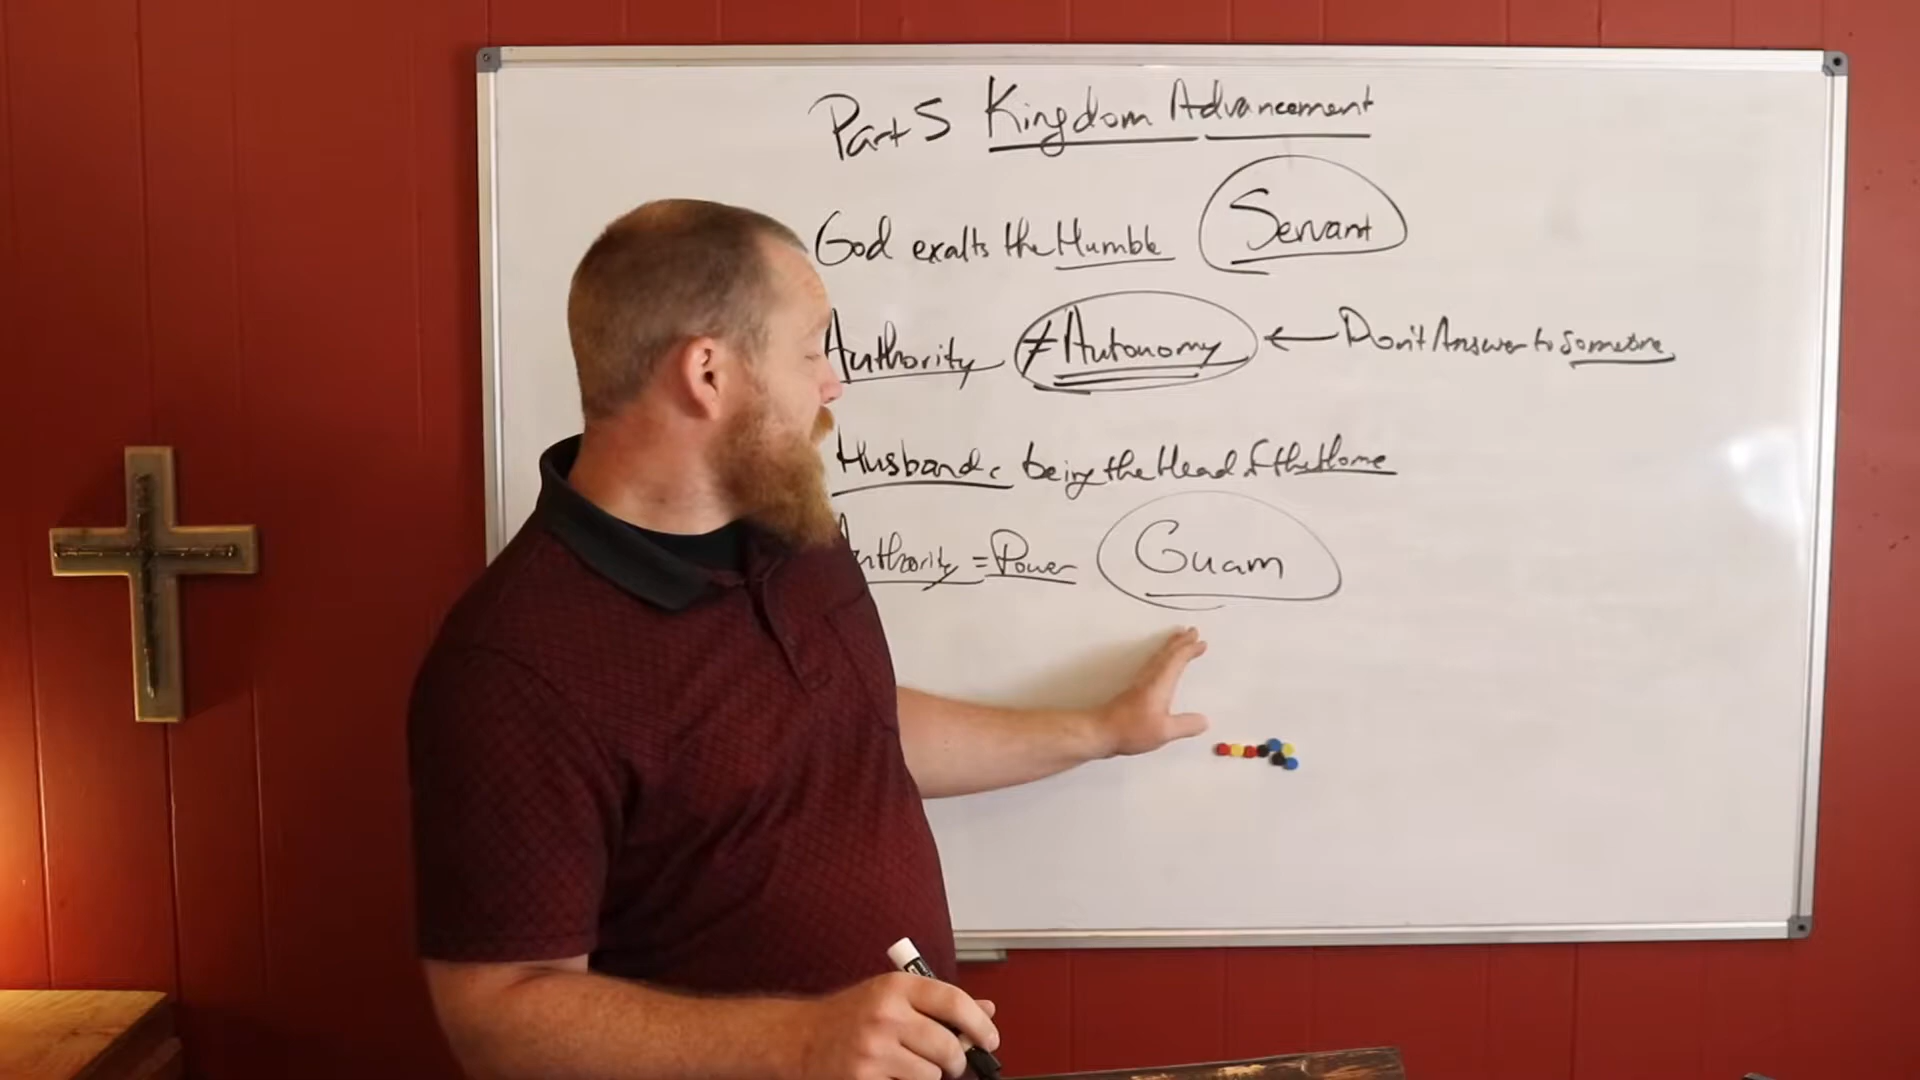 Part 5 Kingdom Advancement
God exalts the Humble Servant
Authority ≠ Autonomy ← Don't Answer to Someone
Husbands being the Head of the Home
Authority = Power Guam